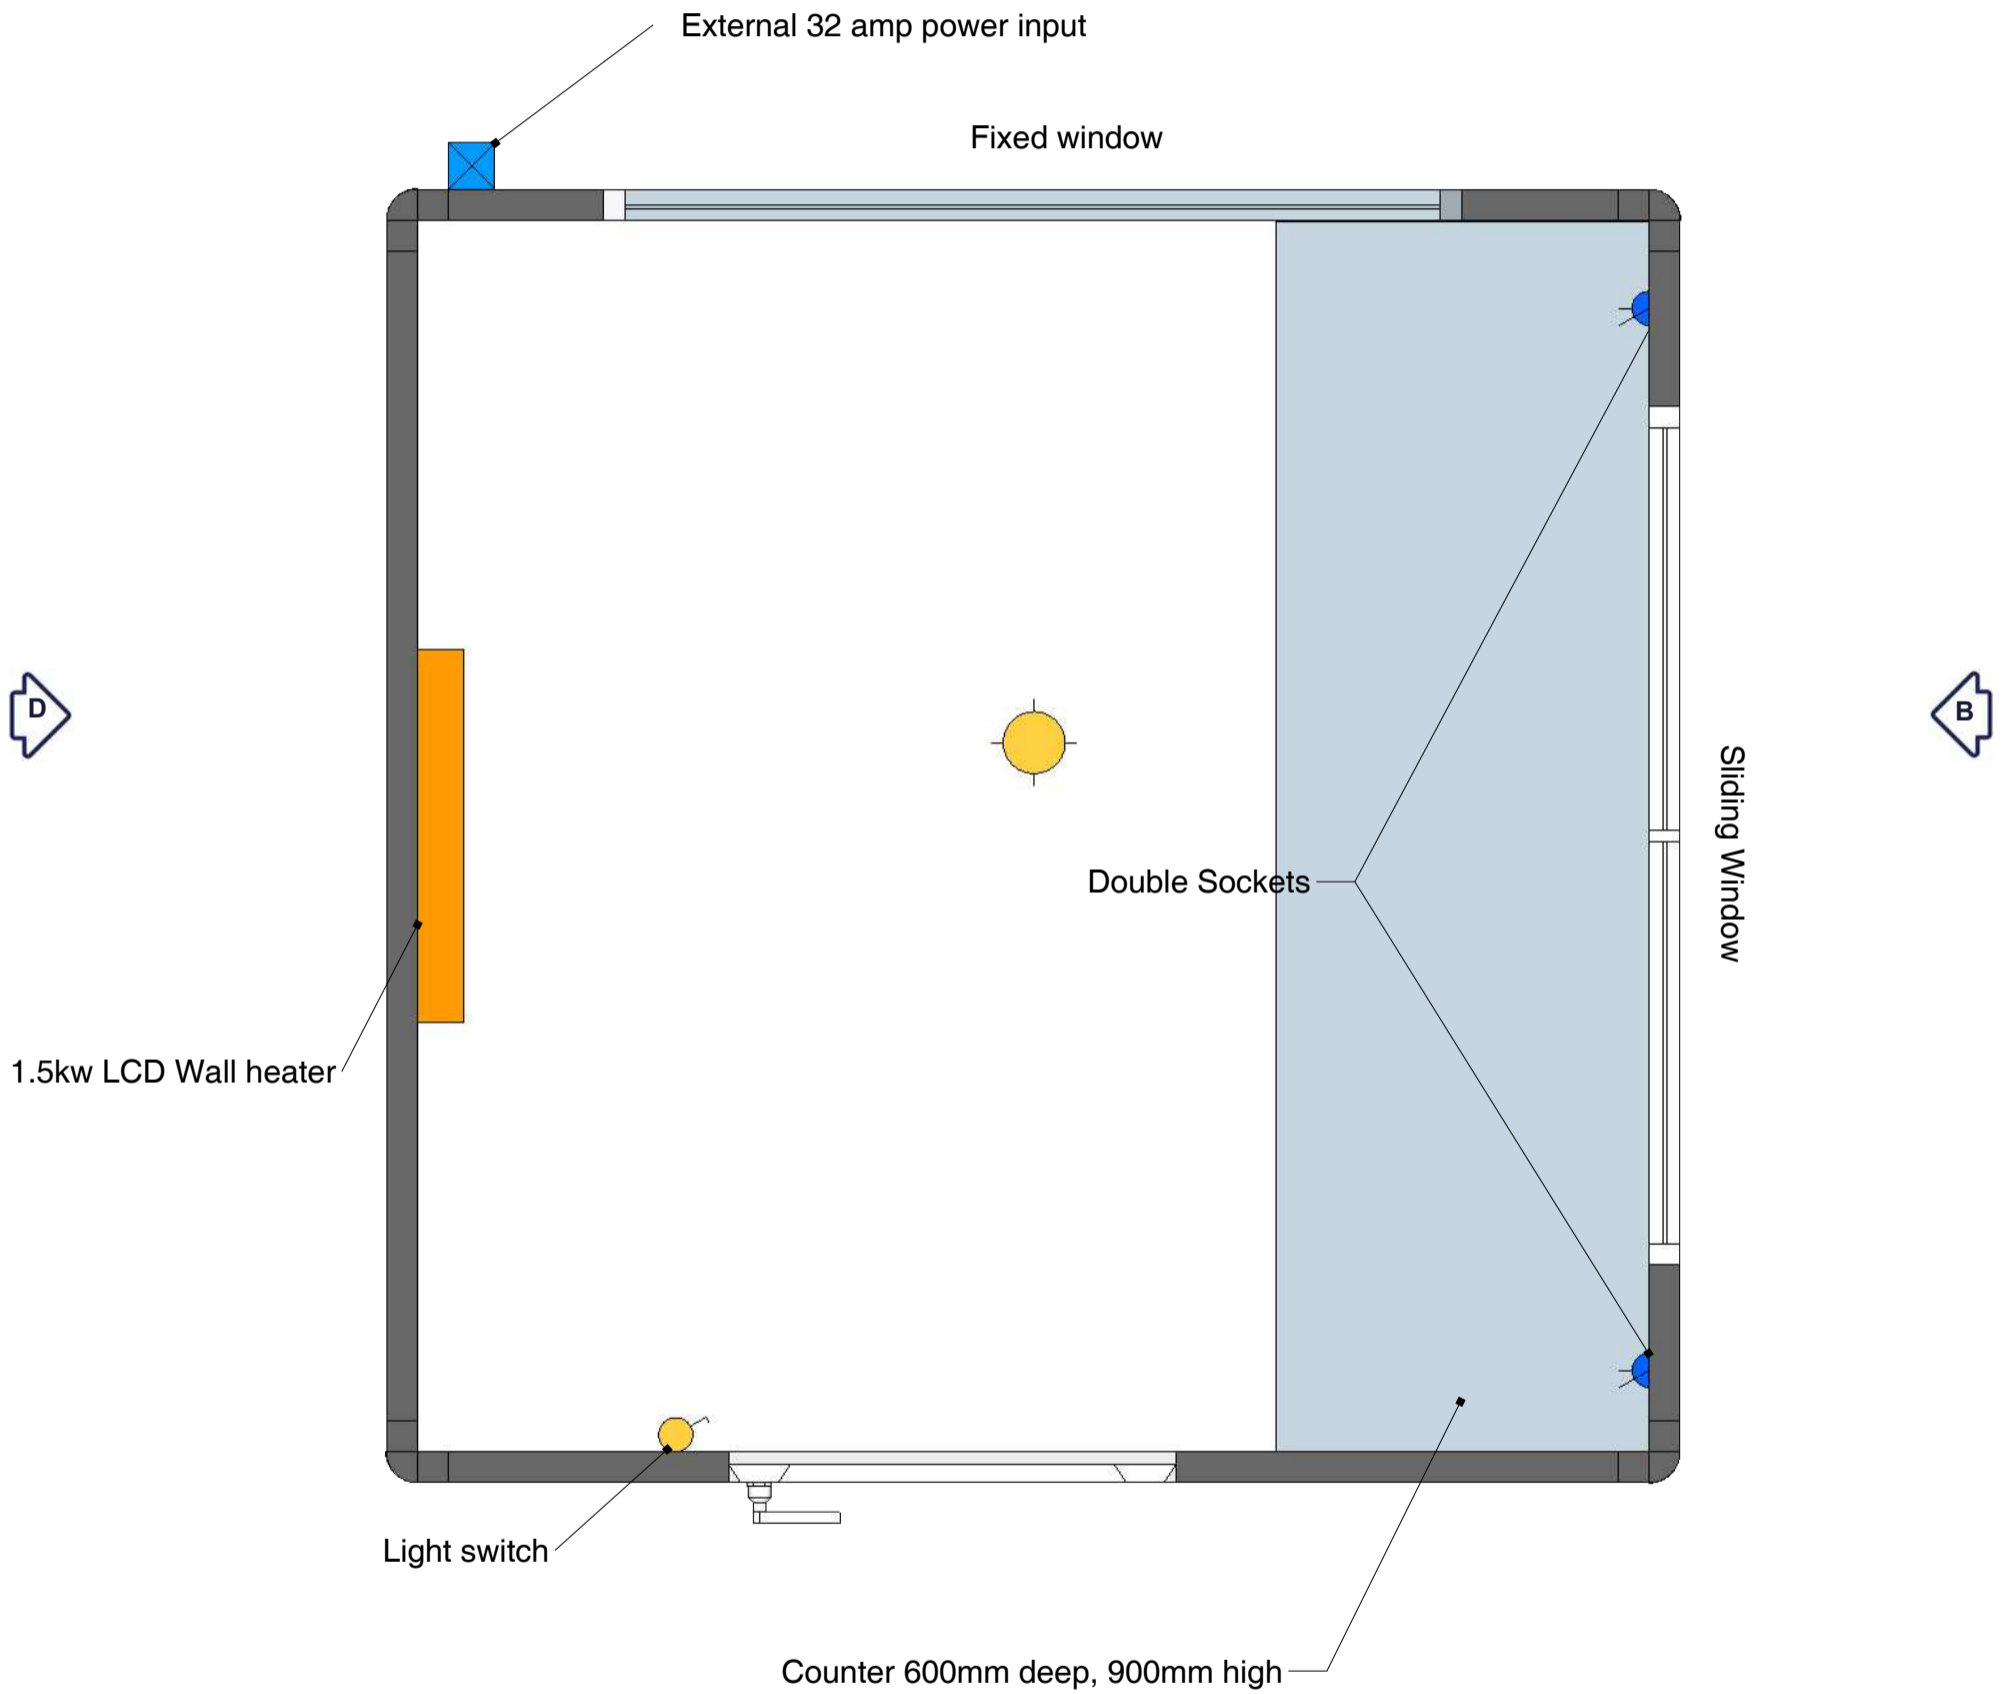 External 32 amp power input
Fixed window
D
B
Sliding Window
Double Sockets
1.5kw LCD Wall heater
Light switch
Counter 600mm deep, 900mm high